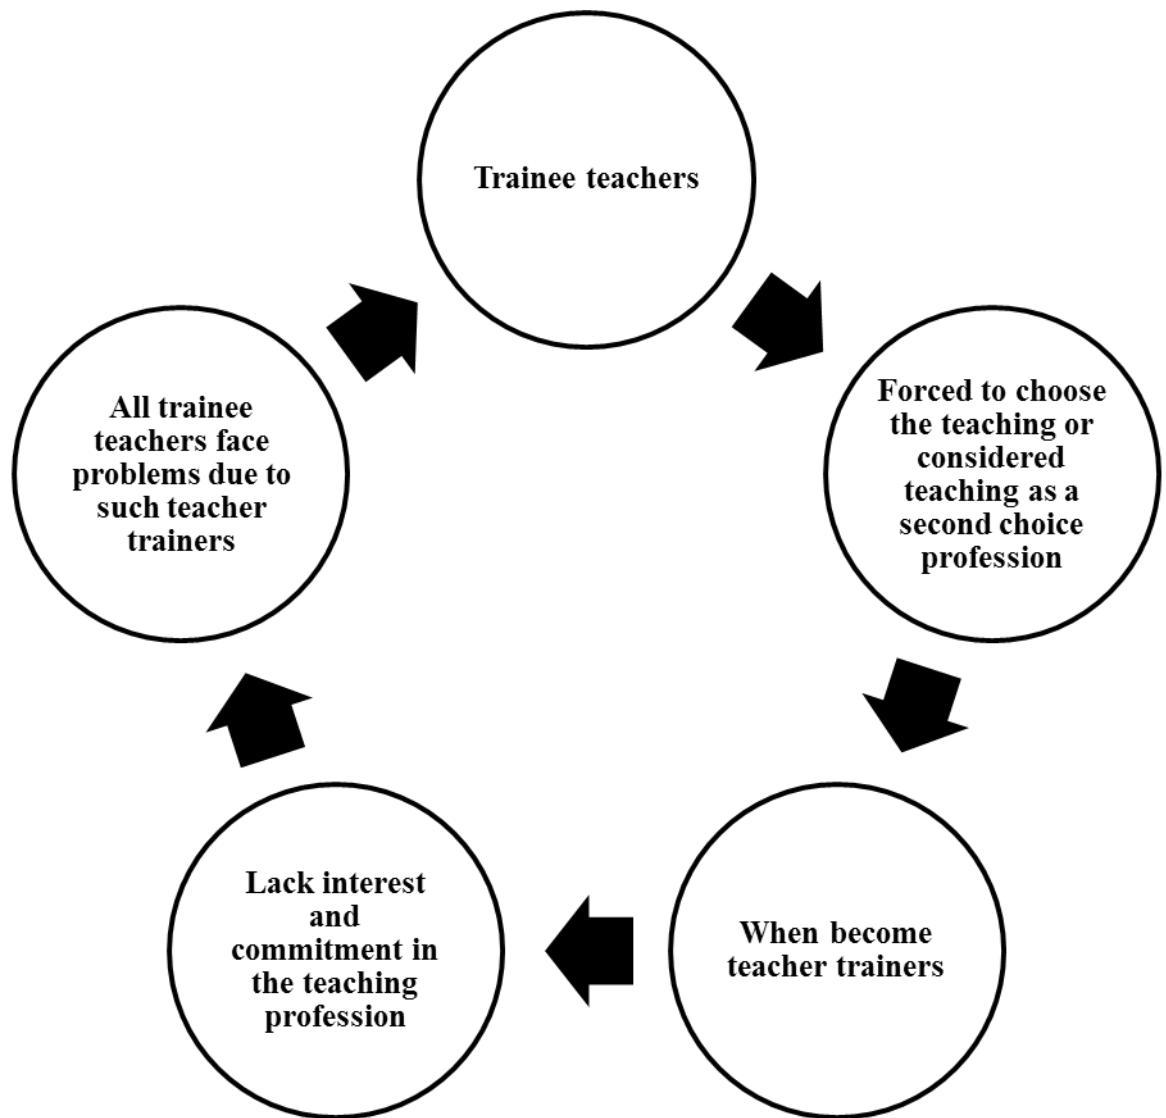 Trainee teachers
Forced to choose
the teaching or
considered
teaching as a
second choice
profession
When become
teacher trainers
Lack interest
and
commitment in
the teaching
profession
All trainee
teachers face
problems due to
such teacher
trainers